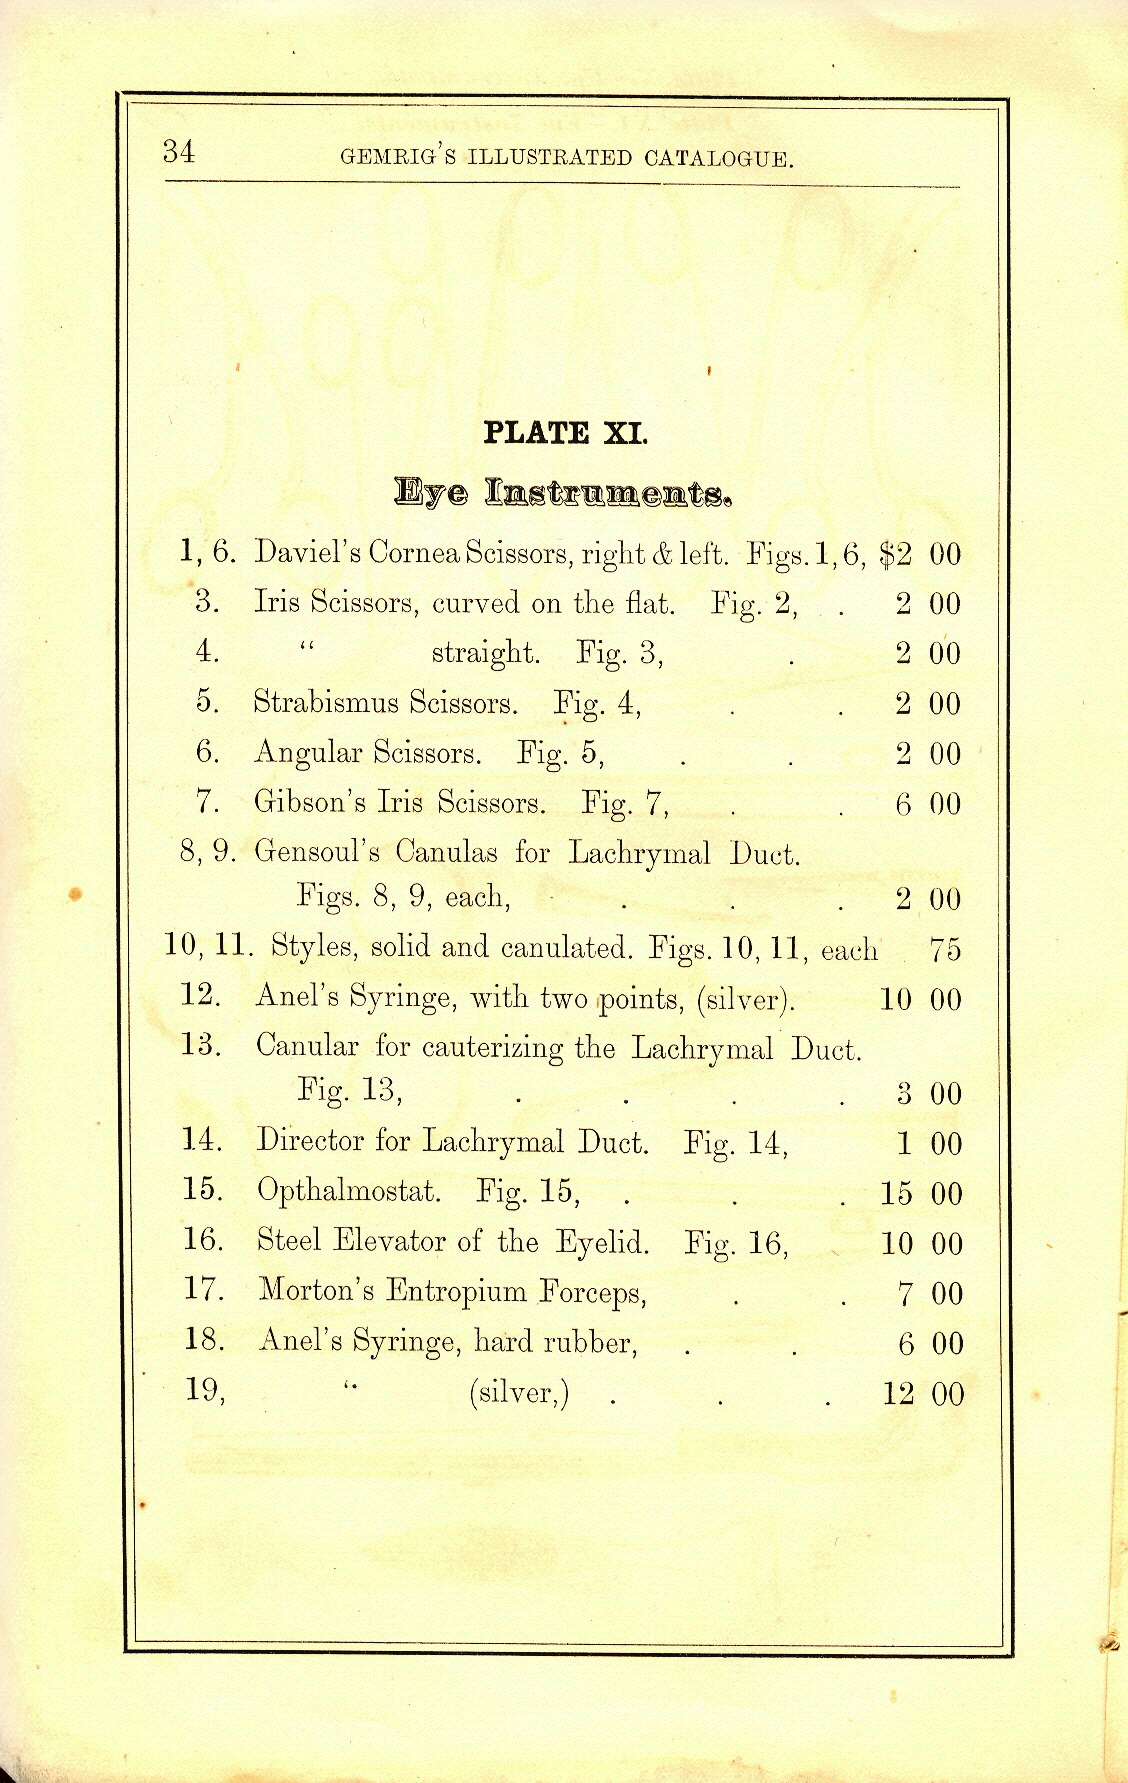 34 GEMRIG'S ILLUSTRATED CATALOGUE.
PLATE XI.
Eye Instruments.
1, 6. Daviel's Cornea Scissors, right & left. Figs. 1, 6, $2 00
3. Iris Scissors, curved on the flat. Fig. 2, . 2 00
4. “ straight. Fig. 3, . 2 00
5. Strabismus Scissors. Fig. 4, . . 2 00
6. Angular Scissors. Fig. 5, . . 2 00
7. Gibson's Iris Scissors. Fig. 7, . . 6 00
8, 9. Gensoul's Canulas for Lachrymal Duct.
Figs. 8, 9, each, . . . 2 00
10, 11. Styles, solid and canulated. Figs. 10, 11, each 75
12. Anel's Syringe, with two points, (silver). 10 00
13. Canular for cauterizing the Lachrymal Duct.
Fig. 13, . . . . 3 00
14. Director for Lachrymal Duct. Fig. 14, 1 00
15. Opthalmostat. Fig. 15, . . . 15 00
16. Steel Elevator of the Eyelid. Fig. 16, 10 00
17. Morton's Entropium Forceps, . . 7 00
18. Anel's Syringe, hard rubber, . . 6 00
19, “ (silver,) . . . 12 00